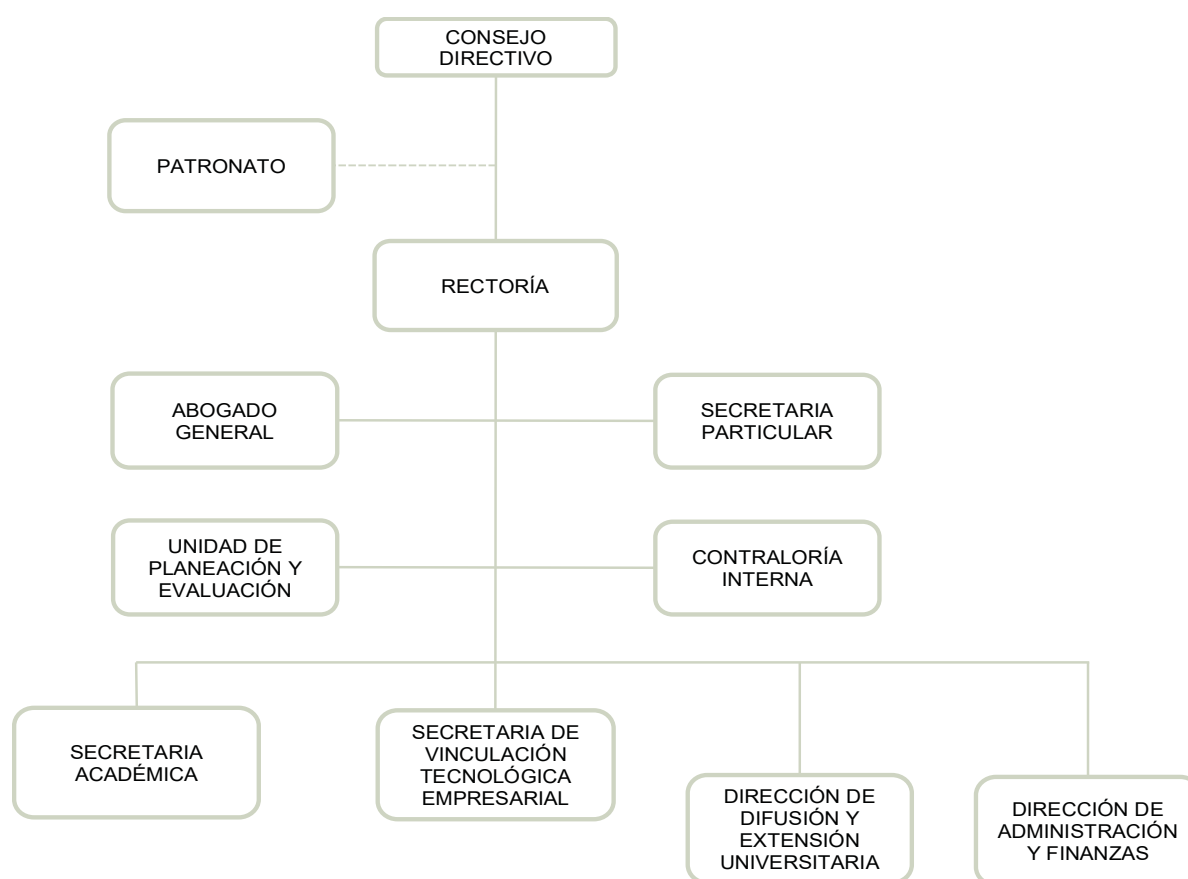 CONSEJO
DIRECTIVO
PATRONATO
RECTORÍA
ABOGADO
GENERAL
SECRETARIA
PARTICULAR
UNIDAD DE
PLANEACIÓN Y
EVALUACIÓN
CONTRALORÍA
INTERNA
SECRETARIA
ACADÉMICA
SECRETARIA DE
VINCULACIÓN
TECNOLÓGICA
EMPRESARIAL
DIRECCIÓN DE
DIFUSIÓN Y
EXTENSIÓN
UNIVERSITARIA
DIRECCIÓN DE
ADMINISTRACIÓN
Y FINANZAS